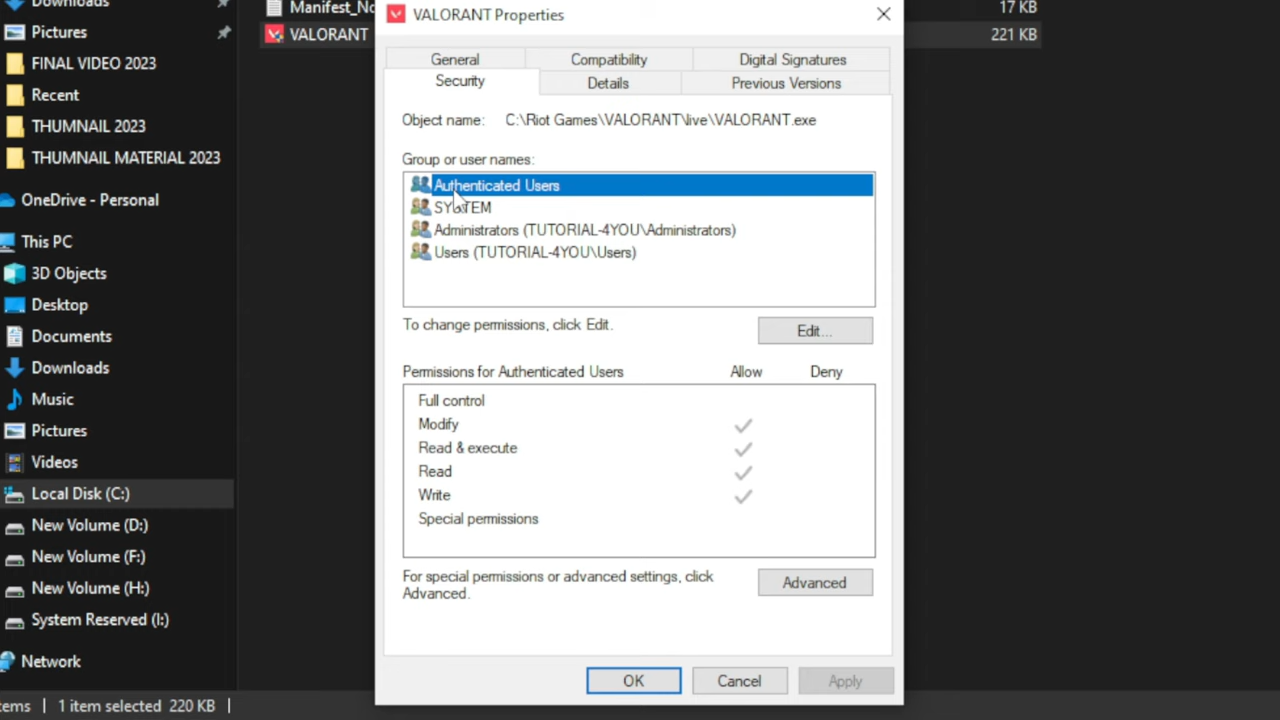 Downloads
Pictures
FINAL VIDEO 2023
Recent
THUMNAIL 2023
THUMNAIL MATERIAL 2023
OneDrive - Personal
This PC
3D Objects
Desktop
Documents
Downloads
Music
Pictures
Videos
Local Disk (C:)
New Volume (D:)
New Volume (F:)
New Volume (H:)
System Reserved (I:)
Network
1 item selected 220 KB
Manifest_No
17 KB
VALORANT
221 KB
VALORANT Properties
General
Compatibility
Digital Signatures
Security
Details
Previous Versions
Object name: C:\Riot Games\VALORANT\live\VALORANT.exe
Group or user names:
Authenticated Users
SYSTEM
Administrators (TUTORIAL-4YOU\Administrators)
Users (TUTORIAL-4YOU\Users)
To change permissions, click Edit.
Edit...
Permissions for Authenticated Users
Allow
Deny
Full control
Modify
Read & execute
Read
Write
Special permissions
For special permissions or advanced settings, click
Advanced.
Advanced
OK
Cancel
Apply